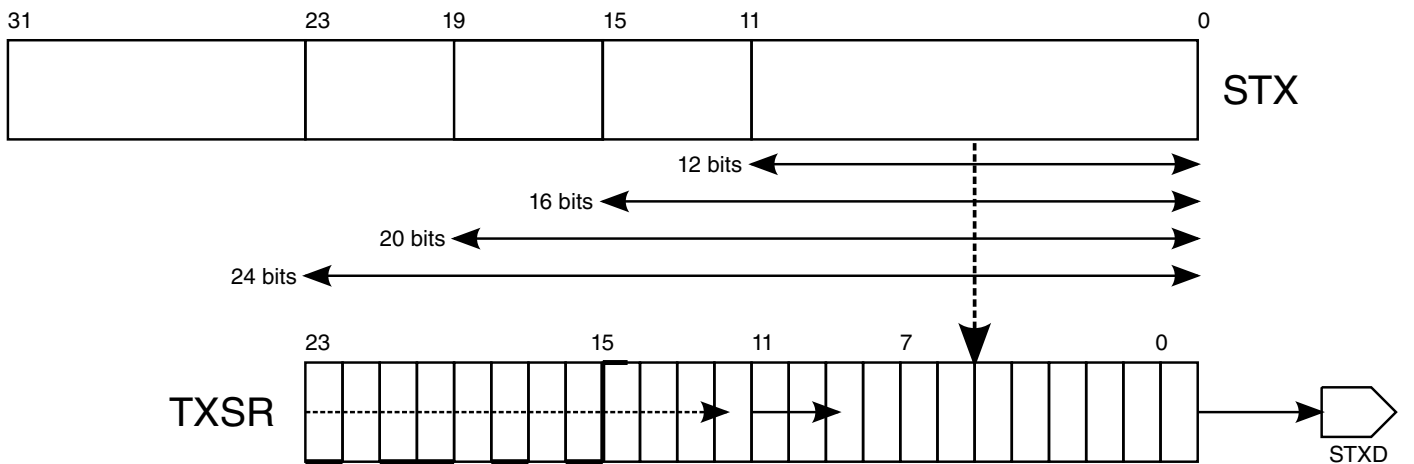 31 23 19 15 11 0
STX
12 bits
16 bits
20 bits
24 bits
23 15 11 7 0
TXSR
STXD